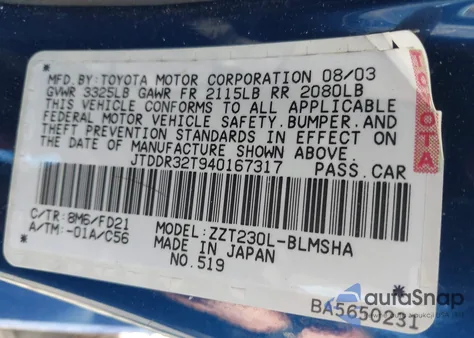 MFD.BY:TOYOTA MOTOR CORPORATION 08/03
GVWR 3325LB GAWR FR 2115LB RR 2080LB
THIS VEHICLE CONFORMS TO ALL APPLICABLE
FEDERAL MOTOR VEHICLE SAFETY,BUMPER,AND
THEFT PREVENTION STANDARDS IN EFFECT ON
THE DATE OF MANUFACTURE SHOWN ABOVE.
JTDDR32T940167317 PASS.CAR
C/TR:8M6/FD21 MODEL:ZZT230L-BLMSHA
A/TM:-01A/C56 MADE IN JAPAN
NO.519
BA5650231
TOYOTA
autoSnap